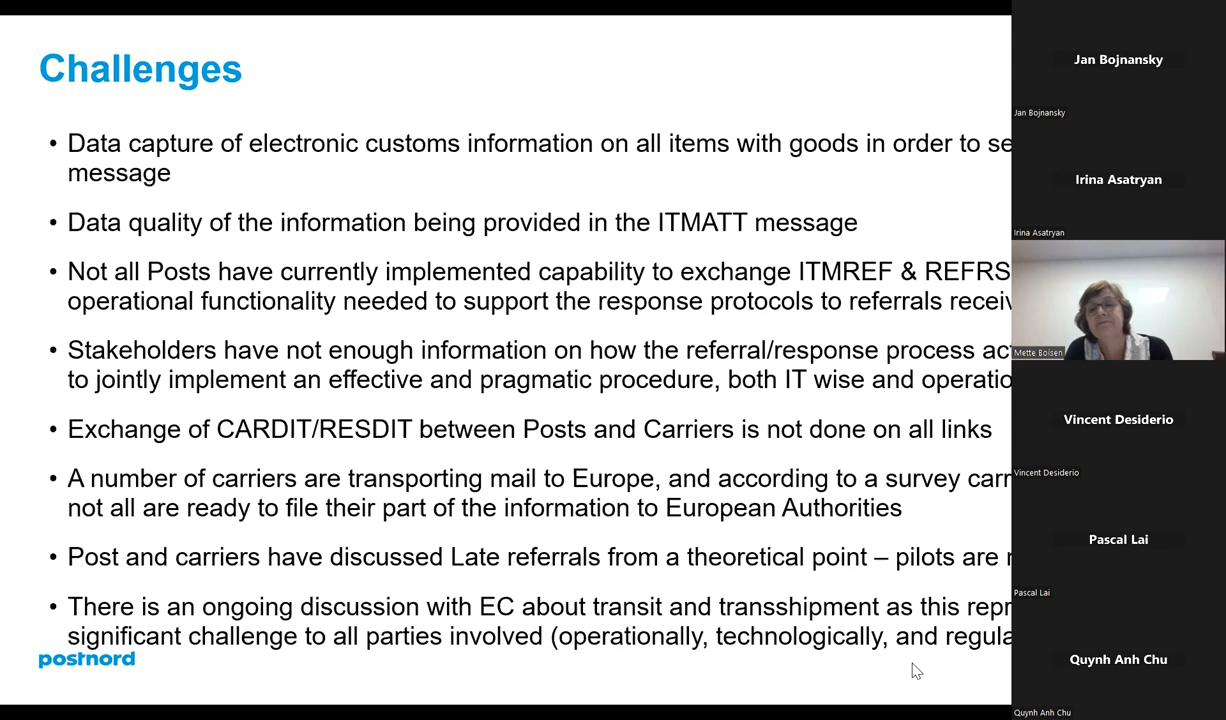 Challenges
• Data capture of electronic customs information on all items with goods in order to
message
• Data quality of the information being provided in the ITMATT message
• Not all Posts have currently implemented capability to exchange ITMREF &
operational functionality needed to support the response protocols to referrals
• Stakeholders have not enough information on how the referral/response process
to jointly implement an effective and pragmatic procedure, both IT wise and
• Exchange of CARDIT/RESDIT between Posts and Carriers is not done on all links
• A number of carriers are transporting mail to Europe, and according to a survey
not all are ready to file their part of the information to European Authorities
• Post and carriers have discussed Late referrals from a theoretical point – pilots are
• There is an ongoing discussion with EC about transit and transshipment as this
significant challenge to all parties involved (operationally, technologically, and
postnord
Jan Bojnansky
Jan Bojnansky
Irina Asatryan
Irina Asatryan
Mette Boisen
Vincent Desiderio
Vincent Desiderio
Pascal Lai
Pascal Lai
Quynh Anh Chu
Quynh Anh Chu